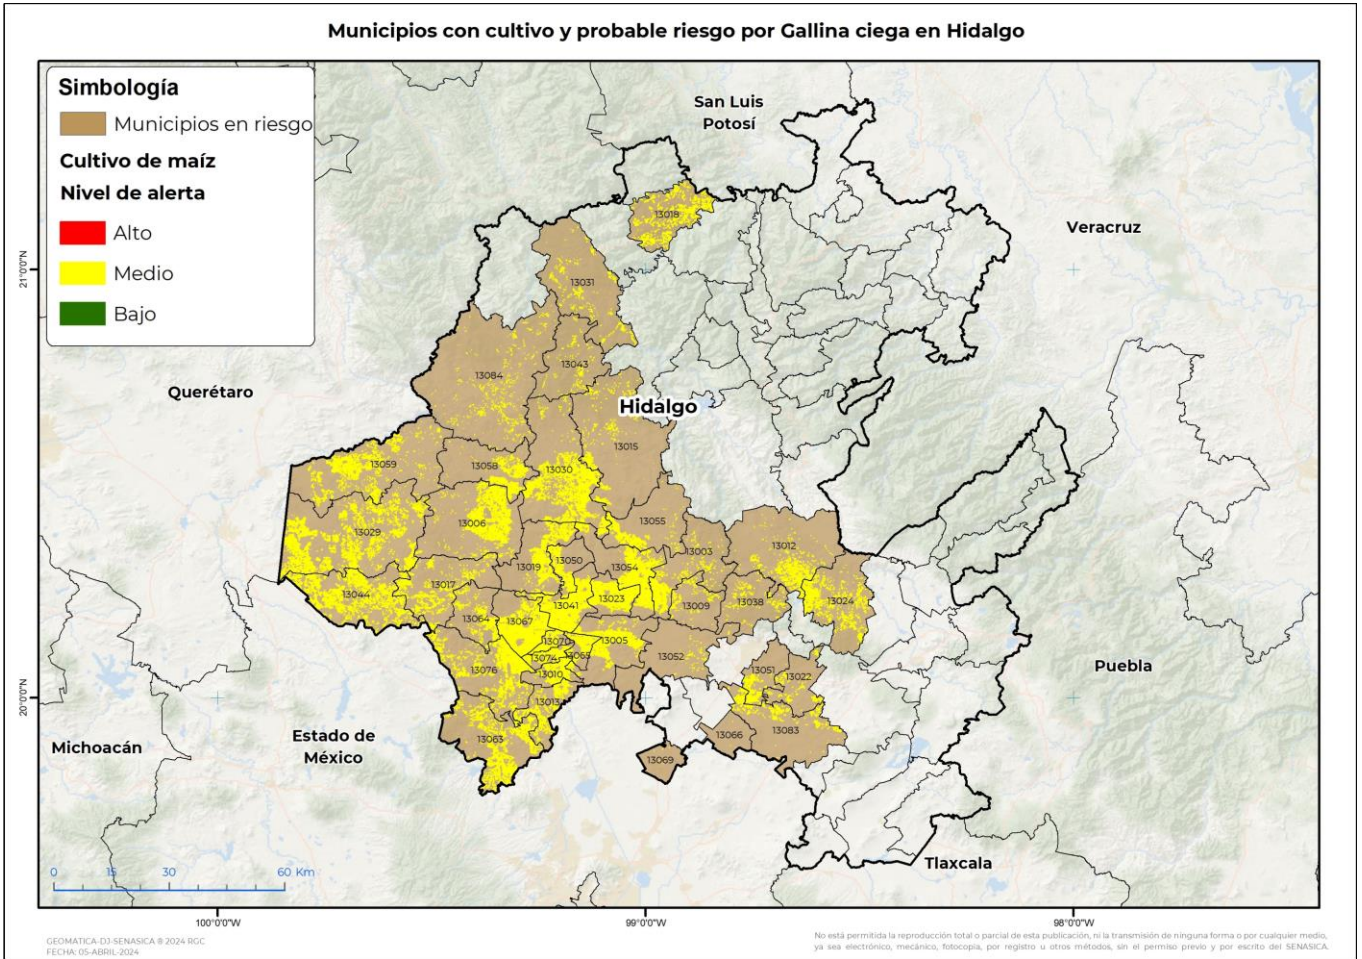 Municipios con cultivo y probable riesgo por Gallina ciega en Hidalgo
Simbología
Municipios en riesgo
Cultivo de maíz
Nivel de alerta
Alto
Medio
Bajo
San Luis
Potosí
Veracruz
Querétaro
Hidalgo
Puebla
Michoacán
Estado de
México
Tlaxcala
13018
13031
13043
13084
13015
13059
13058
13030
13006
13029
13055
13003
13012
13050
13054
13019
13017
13044
13023
13041
13009
13038
13024
13064
13067
13070
13005
13065
13074
13052
13076
13010
13051
13022
13013
13063
13066
13083
13069
21°0'0"N
20°0'0"N
100°0'0"W
99°0'0"W
98°0'0"W
0 15 30 60 Km
GEOMATICA-DJ-SENASICA ® 2024 RGC
FECHA: 05-ABRIL-2024
No está permitida la reproducción total o parcial de esta publicación, ni la transmisión de ninguna forma o por cualquier medio,
ya sea electrónico, mecánico, fotocopia, por registro u otros métodos, sin el permiso previo y por escrito del SENASICA.